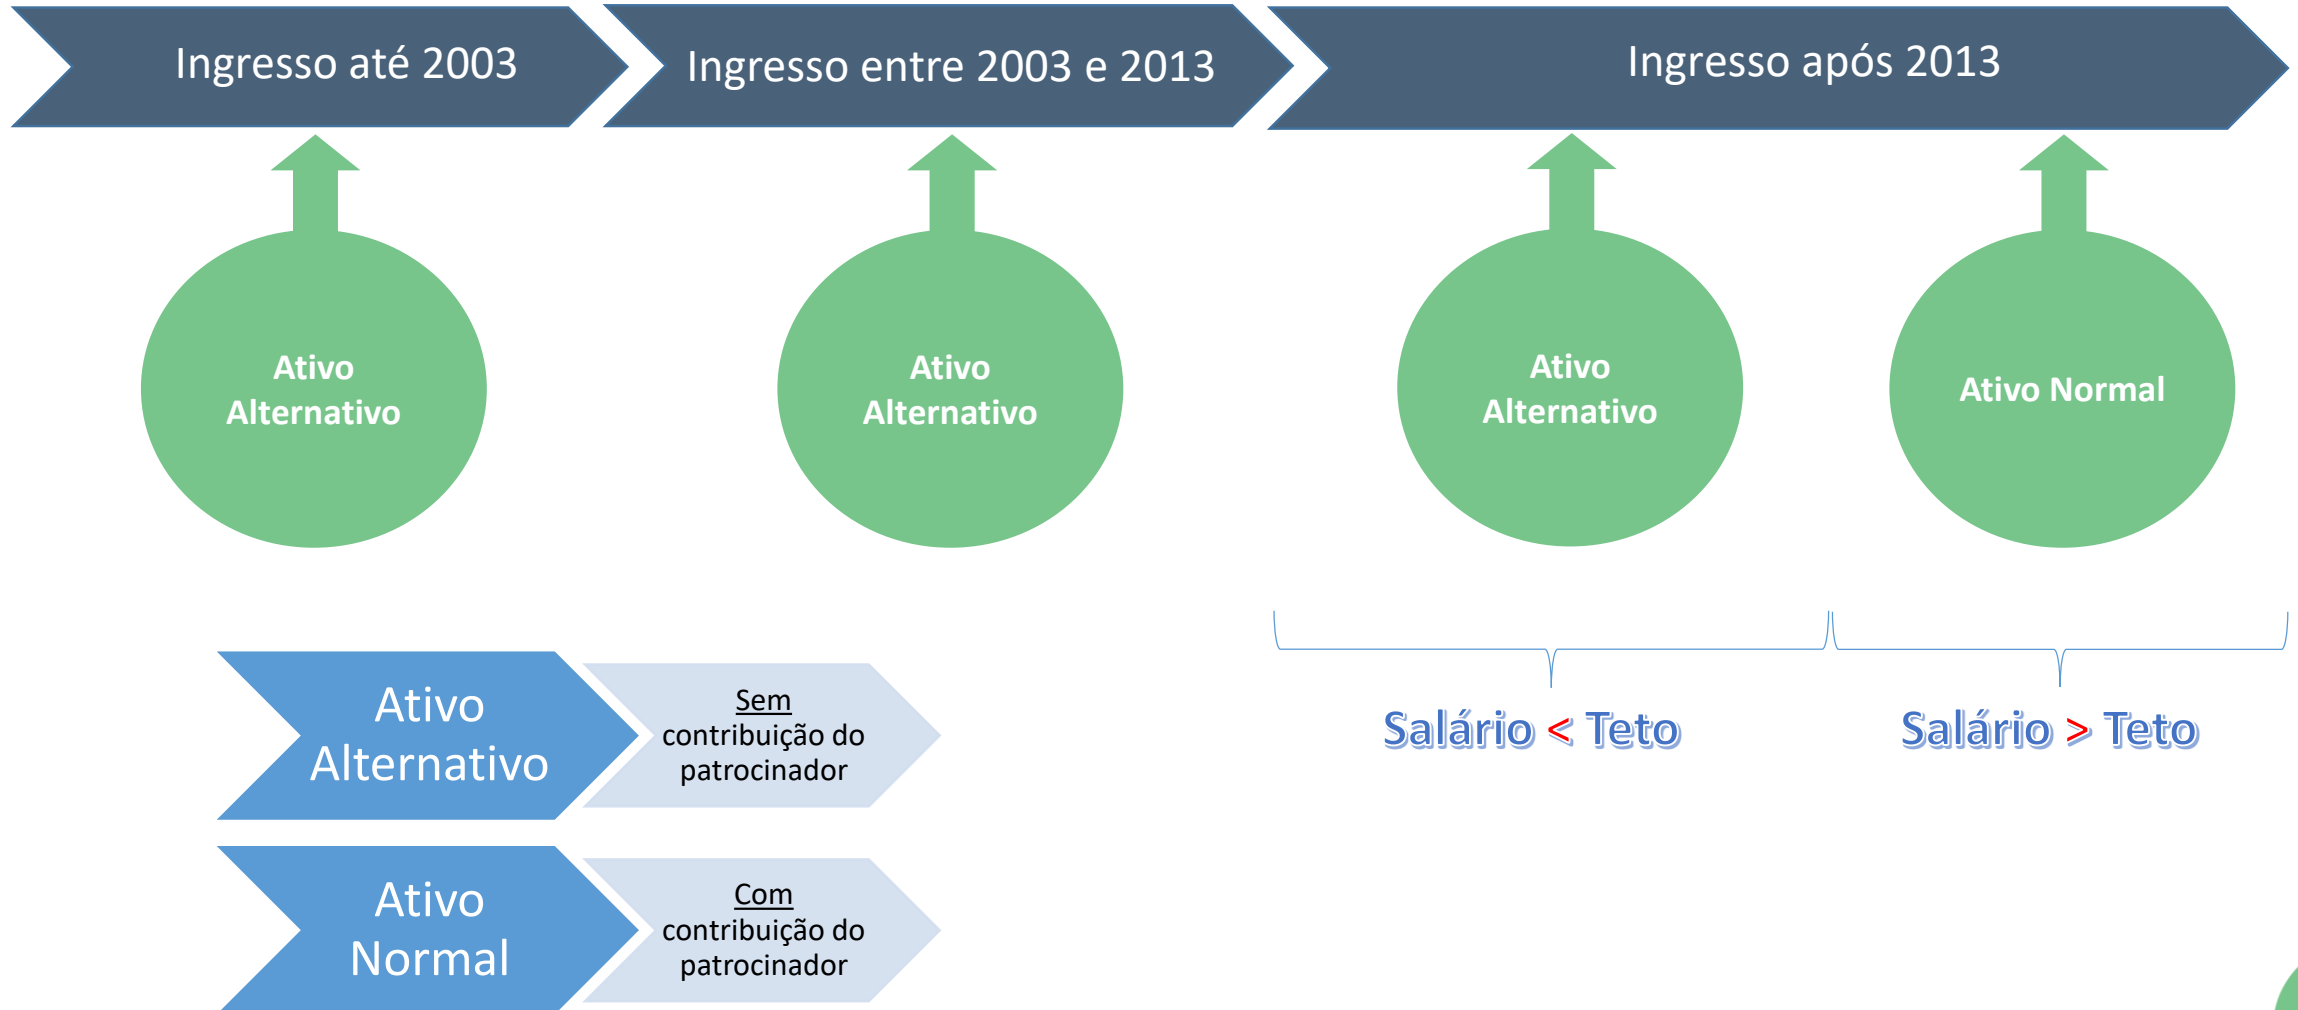 Ingresso até 2003
Ingresso entre 2003 e 2013
Ingresso após 2013
Ativo
Alternativo
Ativo
Alternativo
Ativo
Alternativo
Ativo Normal
Salário < Teto
Salário > Teto
Ativo
Alternativo
Sem
contribuição do
patrocinador
Ativo
Normal
Com
contribuição do
patrocinador